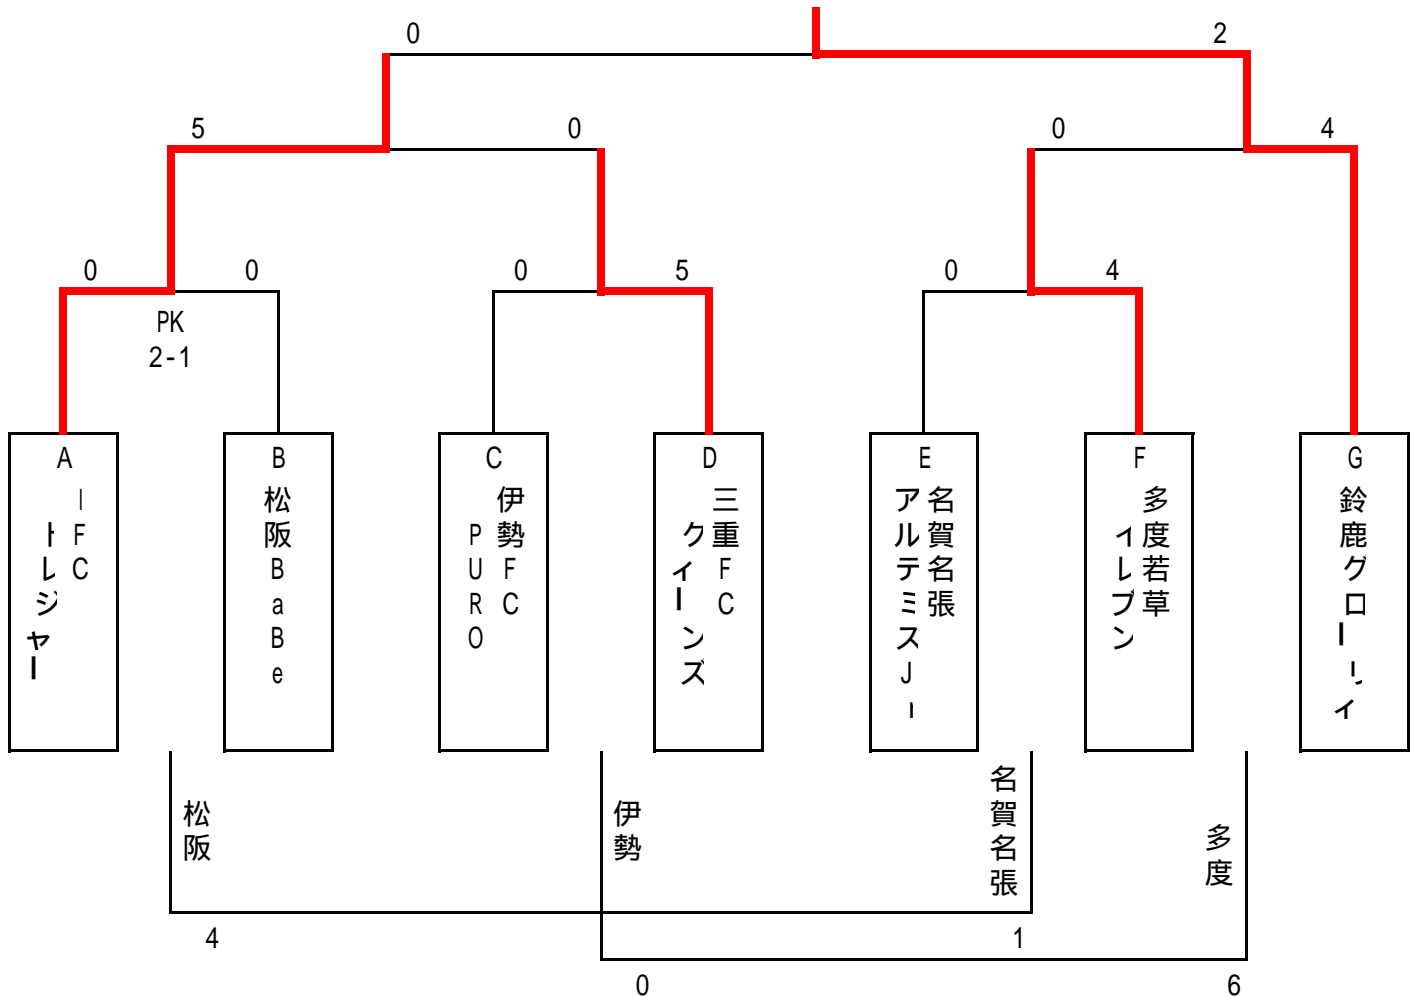 0 2
5 0 0 4
0 0 0 5 0 4
PK
2-1
A
IFC
トレジャー
B
松阪BaBe
C
伊勢FC
PURO
D
三重FC
クイーンズ
E
名賀名張
アルテミスJr
F
多度若草
イレブン
G
鈴鹿グローリィ
松阪
伊勢
名賀名張
多度
4 1
0 6